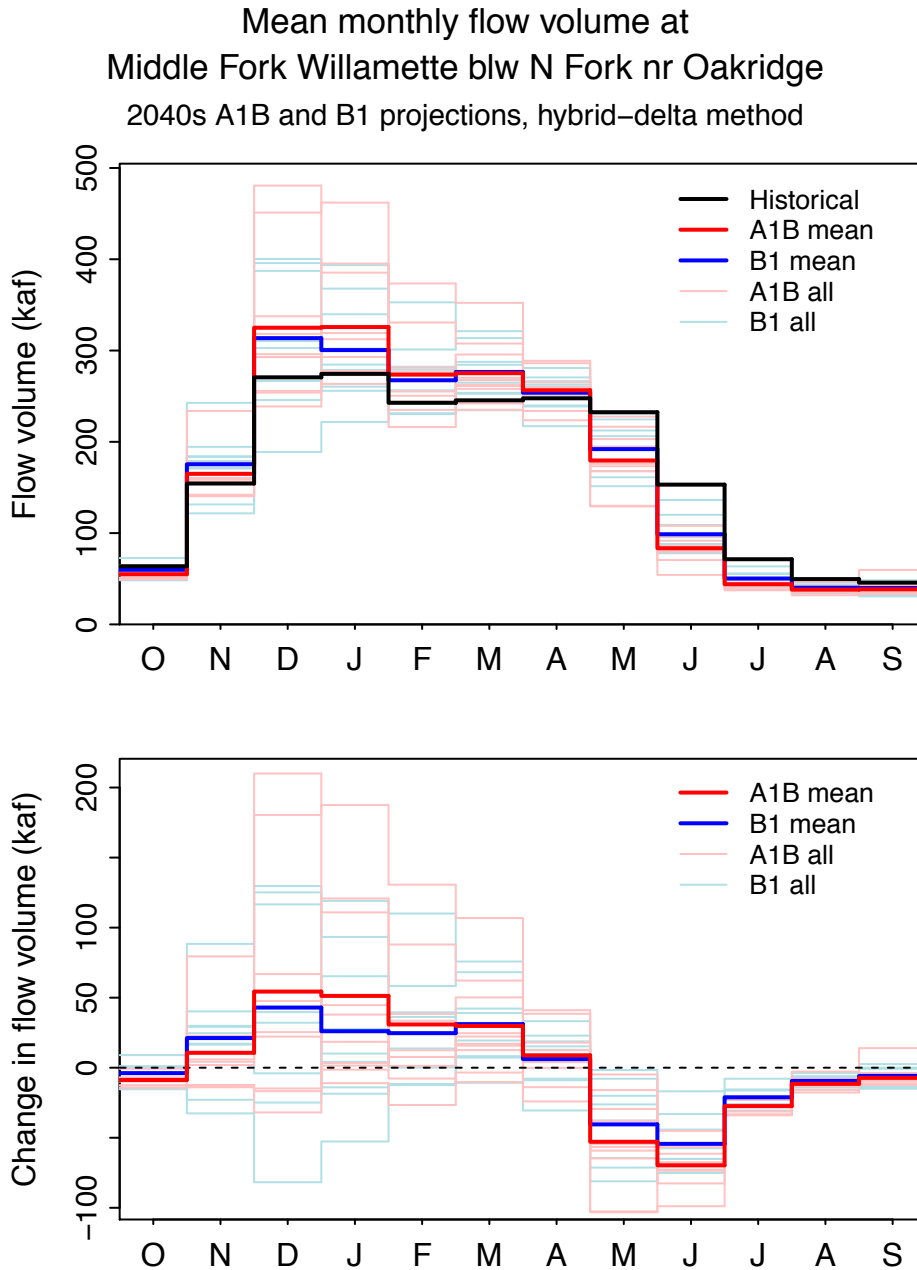 Mean monthly flow volume at
Middle Fork Willamette blw N Fork nr Oakridge
2040s A1B and B1 projections, hybrid−delta method
Flow volume (kaf)
500
400
300
200
100
0
Historical
A1B mean
B1 mean
A1B all
B1 all
O N D J F M A M J J A S
Change in flow volume (kaf)
200
100
50
0
−100
A1B mean
B1 mean
A1B all
B1 all
O N D J F M A M J J A S